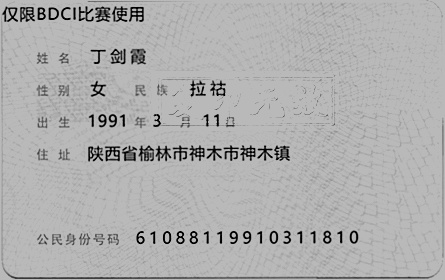 仅限BDCI比赛使用
姓名 丁剑霞
性别 女 民族 拉祜
出生 1991 年 3 月 11 日
住址 陕西省榆林市神木市神木镇
公民身份号码 610881199103118 10